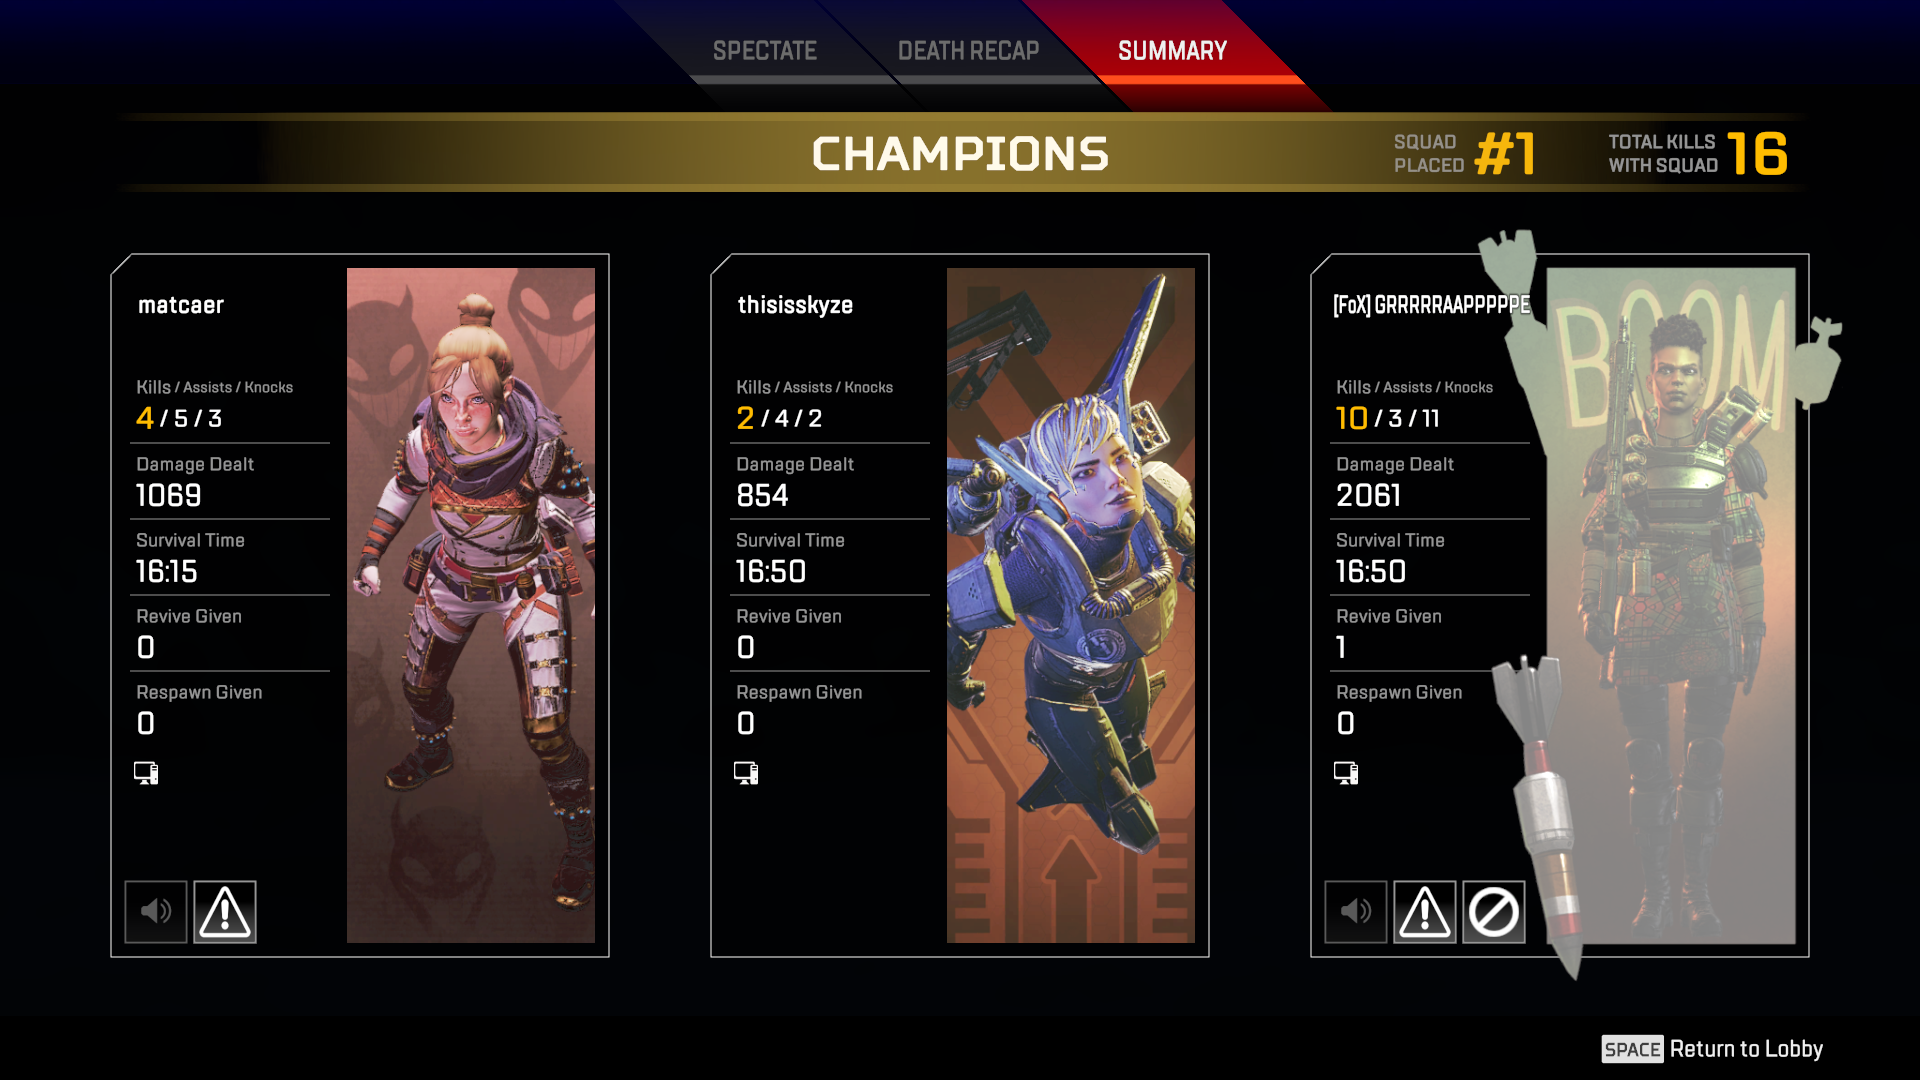 SPECTATE
DEATH RECAP
SUMMARY
CHAMPIONS
SQUAD PLACED #1
TOTAL KILLS WITH SQUAD 16
matcaer
Kills / Assists / Knocks
4 / 5 / 3
Damage Dealt
1069
Survival Time
16:15
Revive Given
0
Respawn Given
0
thisisskyze
Kills / Assists / Knocks
2 / 4 / 2
Damage Dealt
854
Survival Time
16:50
Revive Given
0
Respawn Given
0
[FoX] GRRRRRAAPPPPPE
Kills / Assists / Knocks
10 / 3 / 11
Damage Dealt
2061
Survival Time
16:50
Revive Given
1
Respawn Given
0
BOOM
SPACE Return to Lobby